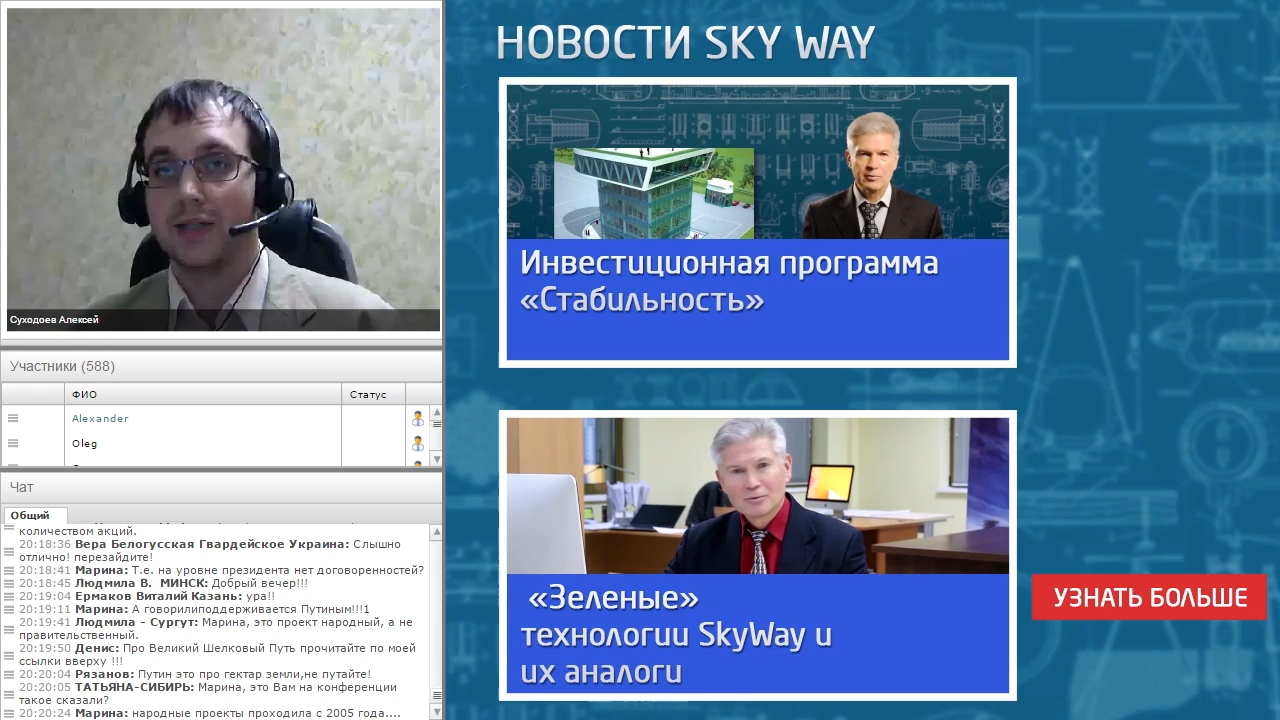 Суходоев Алексей
Участники (588)
ФИО
Статус
Alexander
Oleg
Чат
Общий
количеством акций.
20:18:36 Вера Белогусская Гвардейское Украина: Слышно
отлично! перезайдите!
20:18:41 Марина: Т.е. на уровне президента нет договоренностей?
20:18:45 Людмила В. МИНСК: Добрый вечер!!!
20:19:04 Ермаков Виталий Казань: ура!!
20:19:11 Марина: А говорилиподдерживается Путиным!!!1
20:19:41 Людмила - Сургут: Марина, это проект народный, а не
правительственный.
20:19:50 Денис: Про Великий Шелковый Путь прочитайте по моей
ссылки вверху !!!
20:20:04 Рязанов: Путин это про гектар земли,не путайте!
20:20:05 ТАТЬЯНА-СИБИРЬ: Марина, это Вам на конференции
такое сказали?
20:20:24 Марина: народные проекты проходила с 2005 года....
НОВОСТИ SKY WAY
Инвестиционная программа
«Стабильность»
«Зеленые»
технологии SkyWay и
их аналоги
УЗНАТЬ БОЛЬШЕ